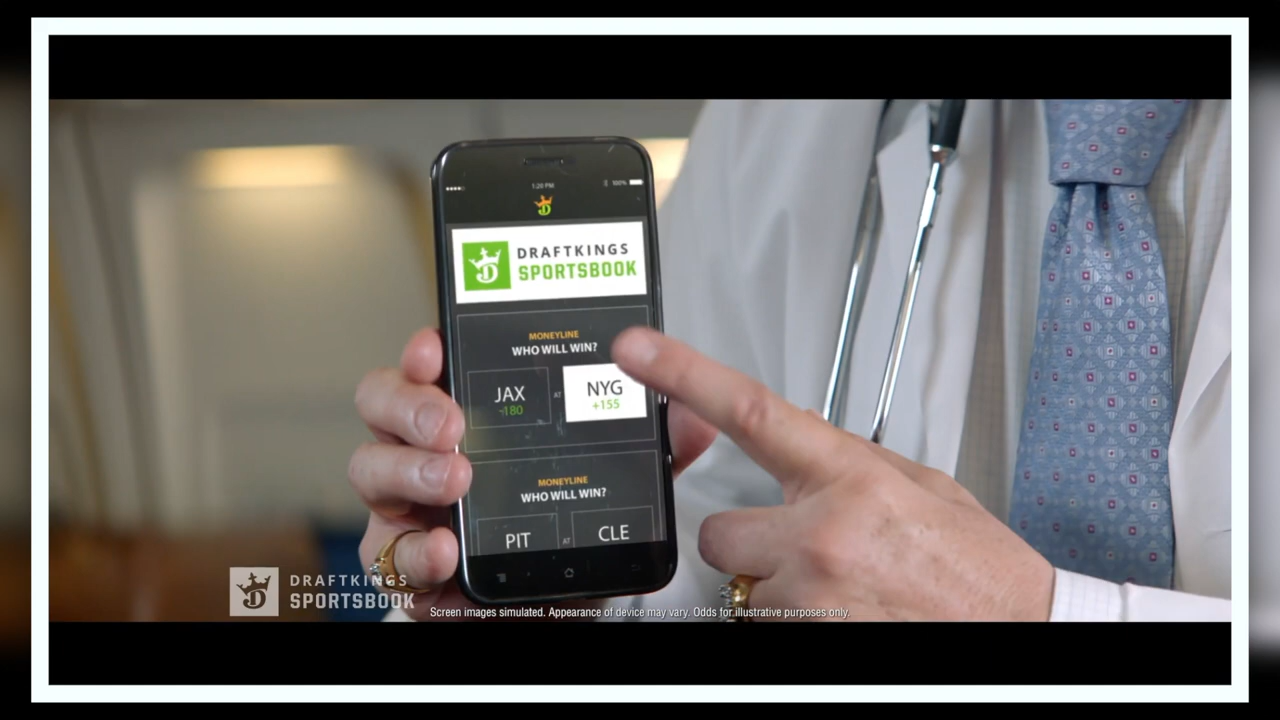 1:20 PM
100%
DRAFTKINGS
SPORTSBOOK
MONEYLINE
WHO WILL WIN?
JAX AT NYG
-180 +155
MONEYLINE
WHO WILL WIN?
PIT AT CLE
DRAFTKINGS
SPORTSBOOK
Screen images simulated. Appearance of device may vary. Odds for illustrative purposes only.